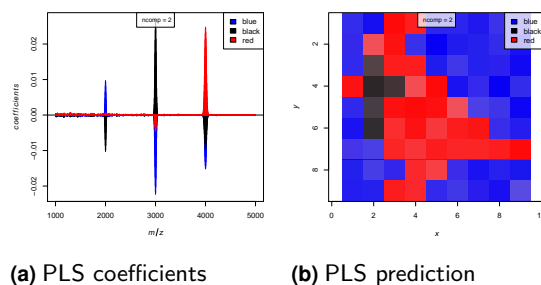 ncomp = 2
blue
black
red
coefficients
0.02
0.01
0.00
−0.01
−0.02
1000 2000 3000 4000 5000
m/z
ncomp = 2
blue
black
red
y
2
4
6
8
0 2 4 6 8 10
x
(a) PLS coefficients
(b) PLS prediction